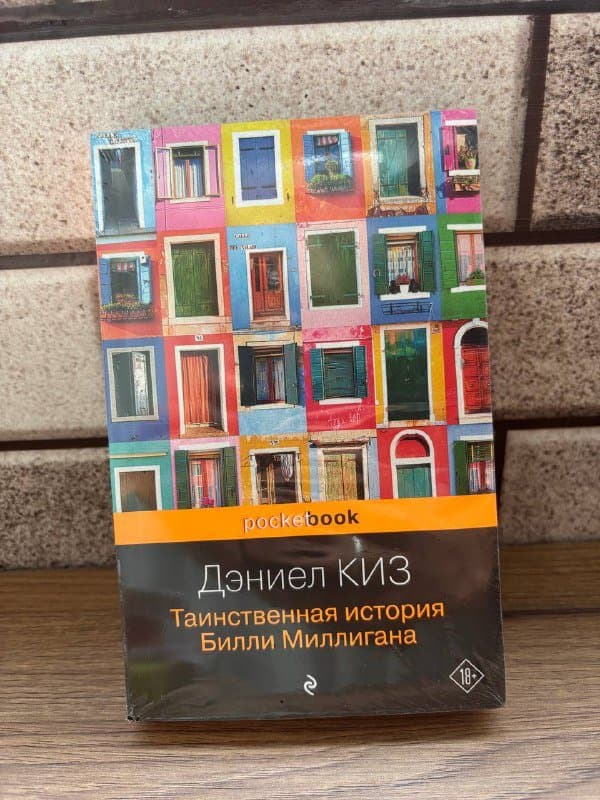 pocketbook
Дэниел КИЗ
Таинственная история
Билли Миллигана
18+